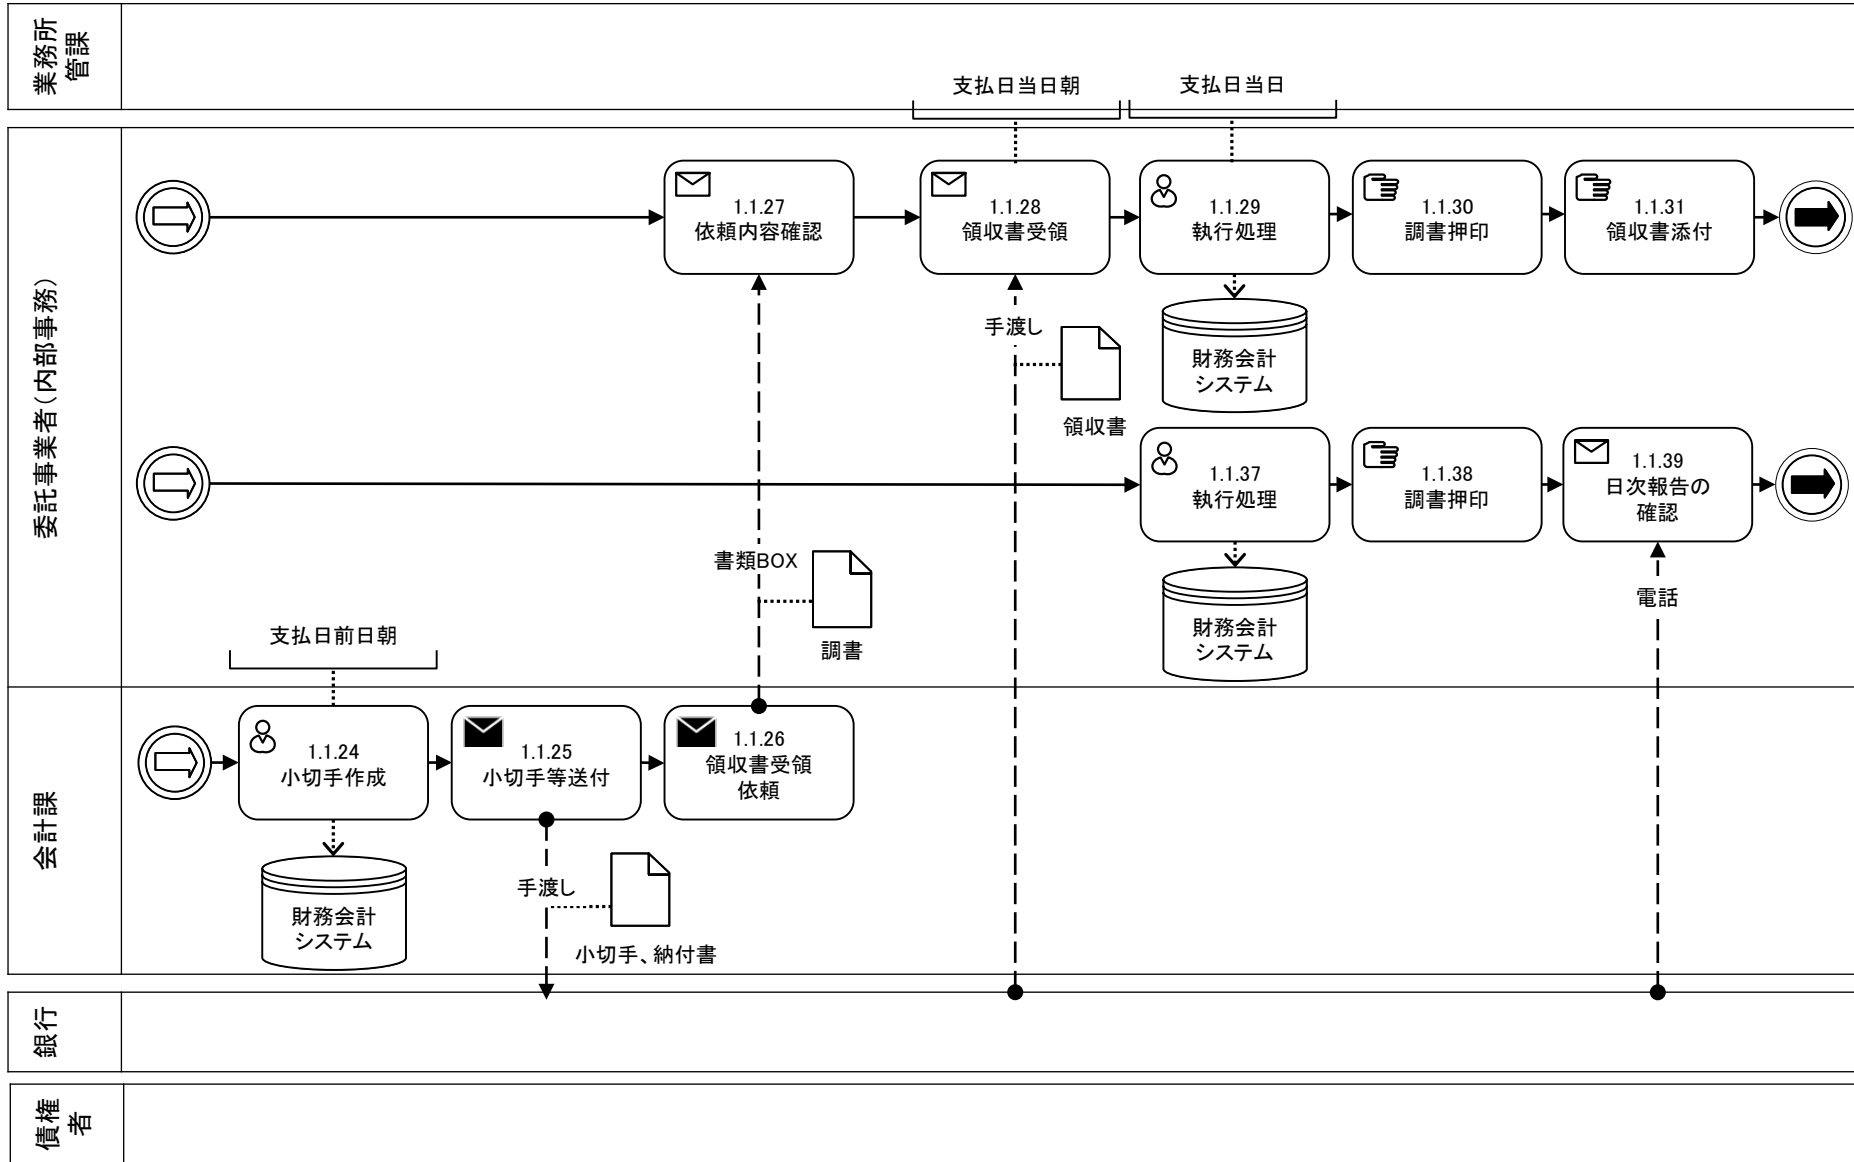 業務所
管課
支払日当日朝
支払日当日
委託事業者(内部事務)
1.1.27
依頼内容確認
1.1.28
領収書受領
1.1.29
執行処理
1.1.30
調書押印
1.1.31
領収書添付
手渡し
領収書
財務会計
システム
1.1.37
執行処理
1.1.38
調書押印
1.1.39
日次報告の
確認
書類BOX
調書
財務会計
システム
電話
支払日前日朝
会計課
1.1.24
小切手作成
1.1.25
小切手等送付
1.1.26
領収書受領
依頼
財務会計
システム
手渡し
小切手、納付書
銀行
債権
者